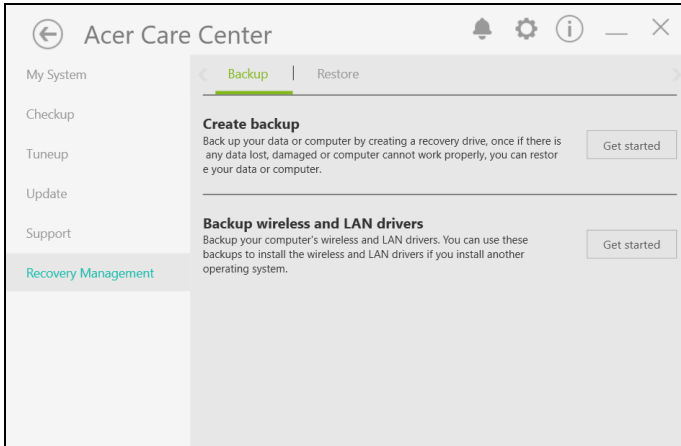 Acer Care Center
My System
Checkup
Tuneup
Update
Support
Recovery Management
Backup | Restore
Create backup
Back up your data or computer by creating a recovery drive, once if there is
any data lost, damaged or computer cannot work properly, you can restor
e your data or computer.
Get started
Backup wireless and LAN drivers
Backup your computer's wireless and LAN drivers. You can use these
backups to install the wireless and LAN drivers if you install another
operating system.
Get started